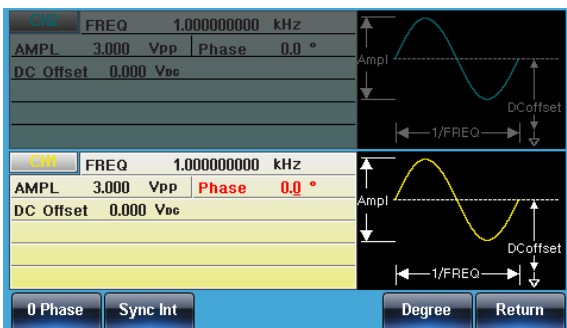 CH2 FREQ 1.000000000 kHz
AMPL 3.000 VPP Phase 0.0 °
DC Offset 0.000 VDC
Ampl
DCoffset
1/FREQ
CH1 FREQ 1.000000000 kHz
AMPL 3.000 VPP Phase 0.0 °
DC Offset 0.000 VDC
Ampl
DCoffset
1/FREQ
0 Phase Sync Int Degree Return